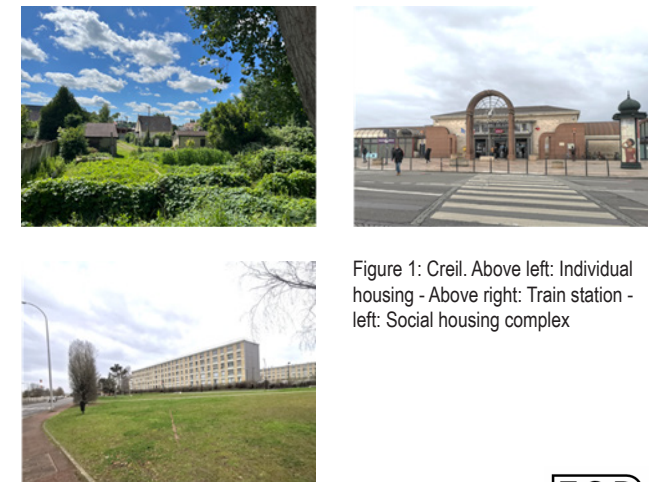 Figure 1: Creil. Above left: Individual
housing - Above right: Train station -
left: Social housing complex